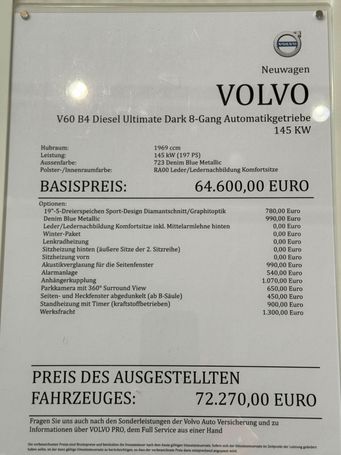 VOLVO
Neuwagen
VOLVO
V60 B4 Diesel Ultimate Dark 8-Gang Automatikgetriebe
145 KW
Hubraum: 1969 ccm
Leistung: 145 kW (197 PS)
Aussenfarbe: 723 Denim Blue Metallic
Polster-/Innenraumfarbe: RA00 Leder/Ledernachbildung Komfortsitze
BASISPREIS: 64.600,00 EURO
Optionen:
19"-5-Dreierspeichen Sport-Design Diamantschnitt/Graphitoptik 780,00 Euro
Denim Blue Metallic 990,00 Euro
Leder/Ledernachbildung Komfortsitze inkl. Mittelarmlehne hinten 0,00 Euro
Winter-Paket 0,00 Euro
Lenkradheizung 0,00 Euro
Sitzheizung hinten (äußere Sitze der 2. Sitzreihe) 0,00 Euro
Sitzheizung vorn 0,00 Euro
Akustikverglasung für die Seitenfenster 990,00 Euro
Alarmanlage 540,00 Euro
Anhängerkupplung 1.070,00 Euro
Parkkamera mit 360° Surround View 650,00 Euro
Seiten- und Heckfenster abgedunkelt (ab B-Säule) 450,00 Euro
Standheizung mit Timer (kraftstoffbetrieben) 900,00 Euro
Werksfracht 1.300,00 Euro
PREIS DES AUSGESTELLTEN
FAHRZEUGES: 72.270,00 EURO
Fragen Sie uns auch nach den Sonderleistungen der Volvo Auto Versicherung und zu
Informationen über VOLVO PRO, dem Full Service aus einer Hand